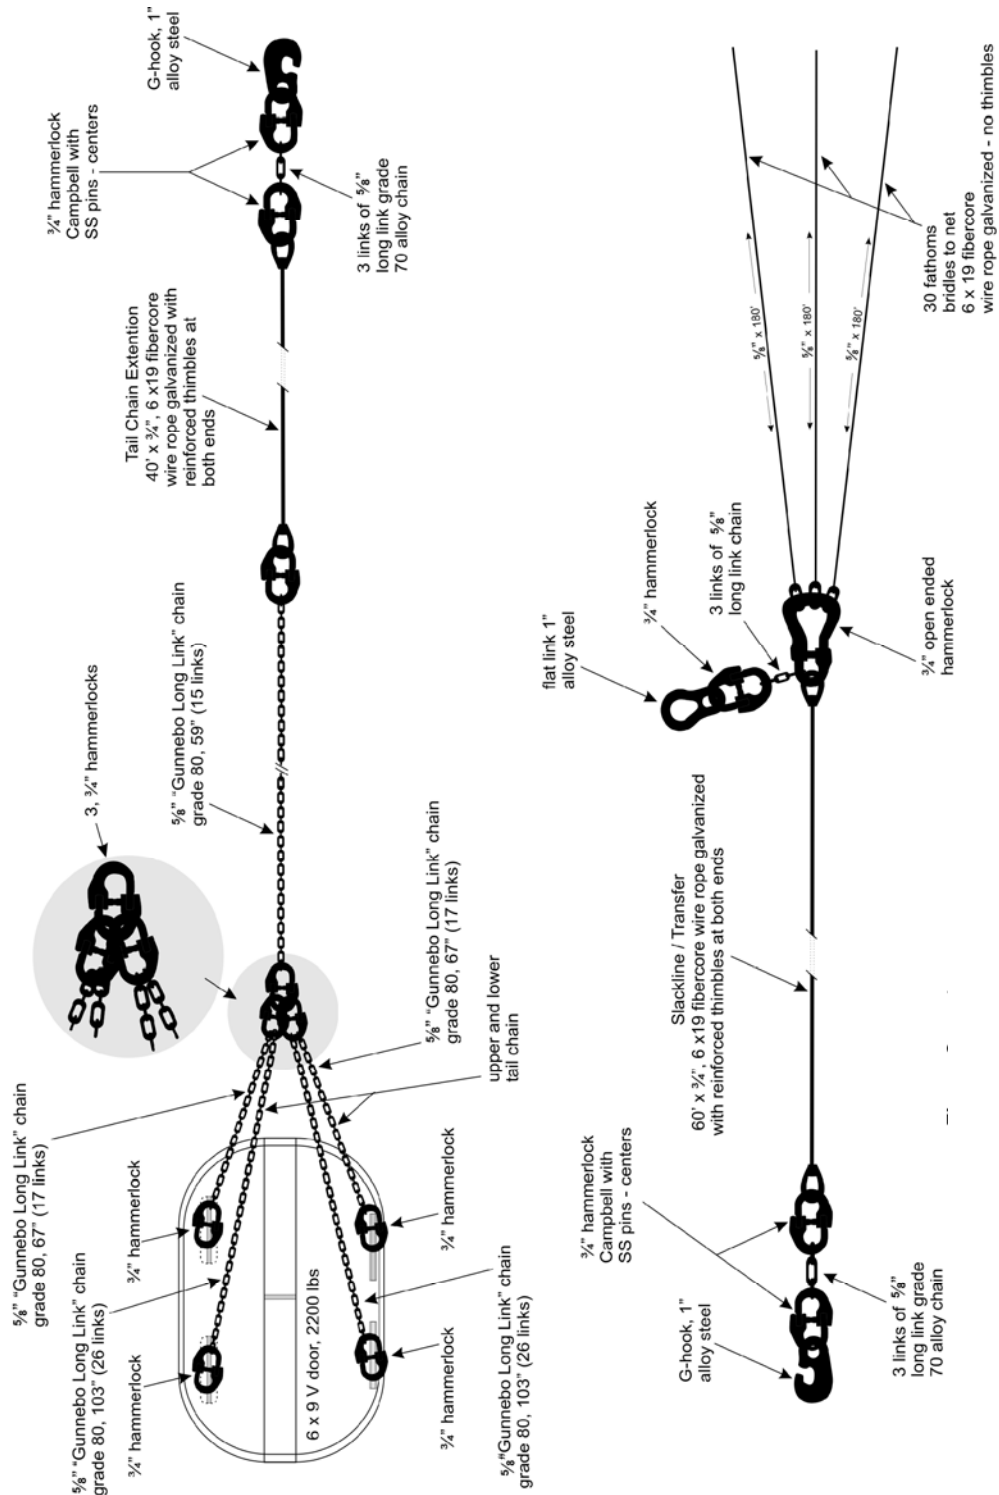 G-hook, 1"
alloy steel
¾" hammerlock
Campbell with
SS pins - centers
3 links of ⅝"
long link grade
70 alloy chain
Tail Chain Extention
40' x ¾", 6 x19 fibercore
wire rope galvanized with
reinforced thimbles at
both ends
⅝" "Gunnebo Long Link" chain
grade 80, 59" (15 links)
3, ¾" hammerlocks
⅝" "Gunnebo Long Link" chain
grade 80, 67" (17 links)
upper and lower
tail chain
⅝" "Gunnebo Long Link" chain
grade 80, 67" (17 links)
¾" hammerlock
¾" hammerlock
⅝" "Gunnebo Long Link" chain
grade 80, 103" (26 links)
¾" hammerlock
6 x 9 V door, 2200 lbs
¾" hammerlock
⅝"Gunnebo Long Link" chain
grade 80, 103" (26 links)
30 fathoms
bridles to net
6 x 19 fibercore
wire rope galvanized - no thimbles
⅝" x 180'
⅝" x 180'
⅝" x 180'
flat link 1"
alloy steel
¾" hammerlock
3 links of ⅝"
long link chain
¾" open ended
hammerlock
Slackline / Transfer
60' x ¾", 6 x19 fibercore wire rope galvanized
with reinforced thimbles at both ends
¾" hammerlock
Campbell with
SS pins - centers
G-hook, 1"
alloy steel
3 links of ⅝"
long link grade
70 alloy chain